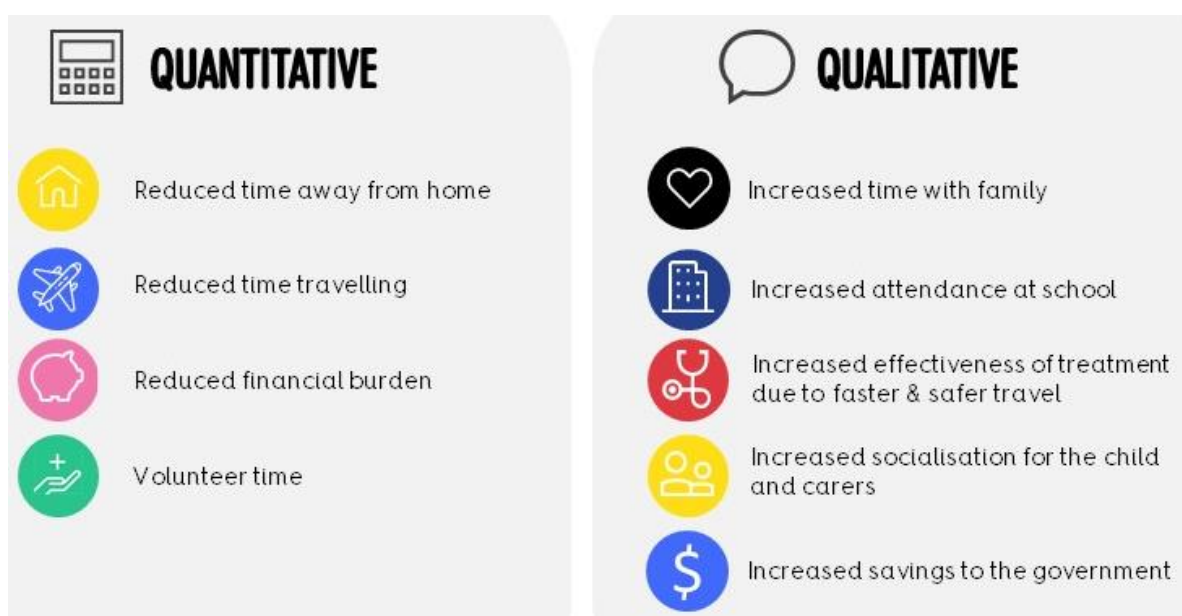 QUANTITATIVE
Reduced time away from home
Reduced time travelling
Reduced financial burden
Volunteer time
QUALITATIVE
Increased time with family
Increased attendance at school
Increased effectiveness of treatment
due to faster & safer travel
Increased socialisation for the child
and carers
$
Increased savings to the government